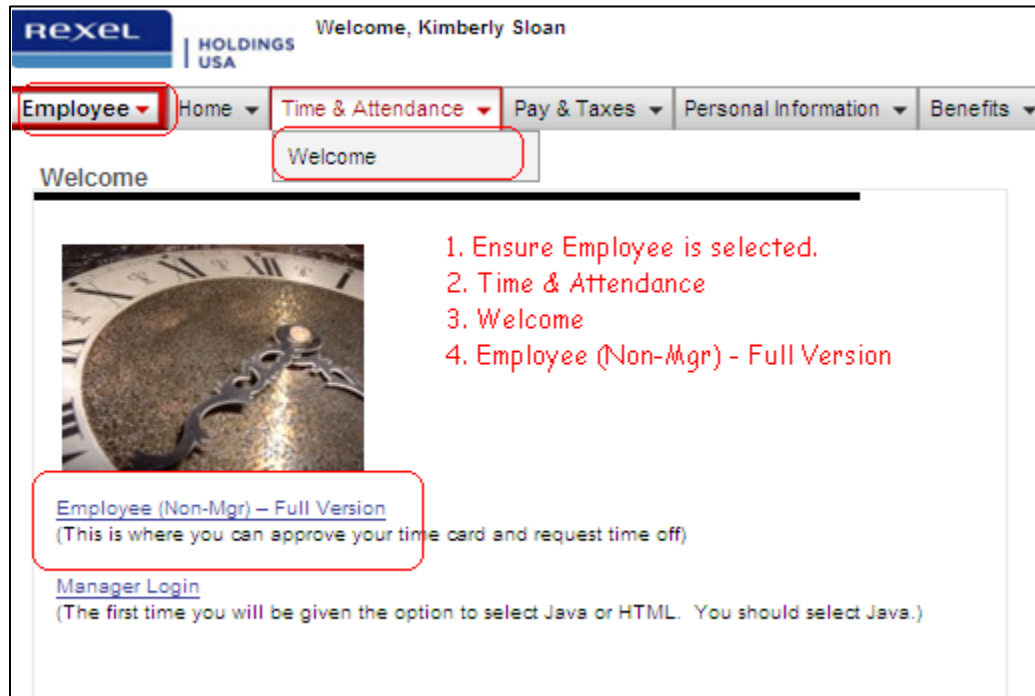 Rexel
HOLDINGS
USA
Welcome, Kimberly Sloan
Employee Home Time & Attendance Pay & Taxes Personal Information Benefits
Welcome
Welcome
1. Ensure Employee is selected.
2. Time & Attendance
3. Welcome
4. Employee (Non-Mgr) - Full Version
Employee (Non-Mgr) – Full Version
(This is where you can approve your time card and request time off)
Manager Login
(The first time you will be given the option to select Java or HTML. You should select Java.)